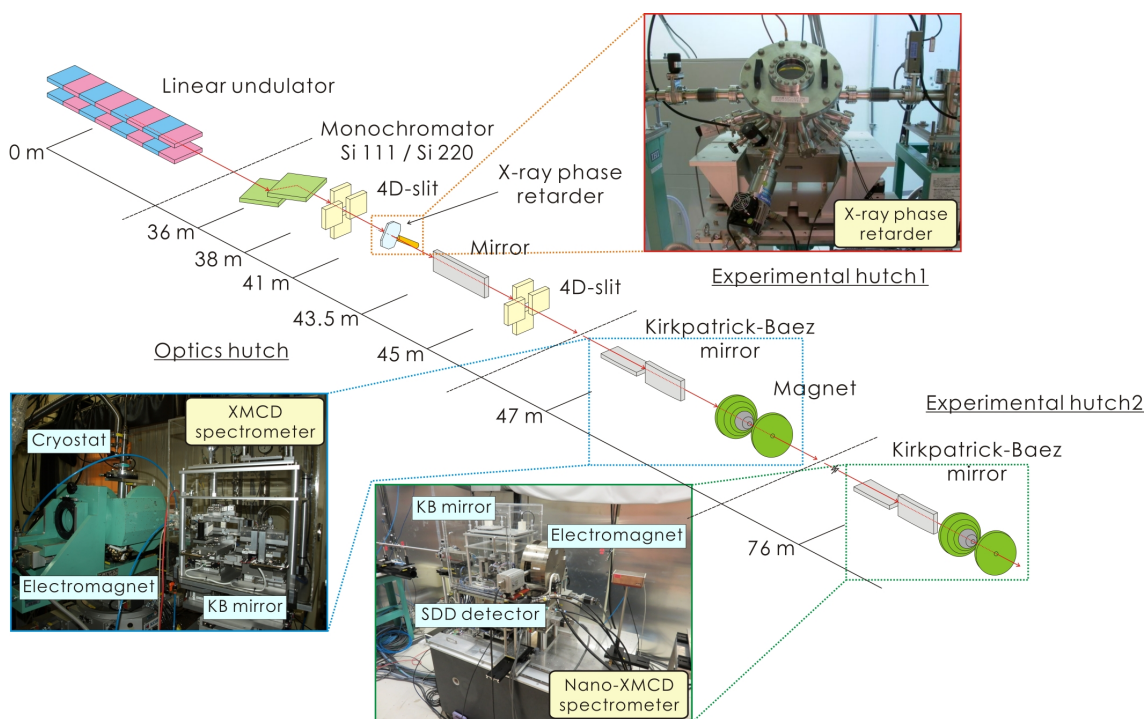 Linear undulator
0 m
Monochromator
Si 111 / Si 220
4D-slit
X-ray phase
retarder
X-ray phase
retarder
36 m
38 m
41 m
43.5 m
45 m
Mirror
4D-slit
Experimental hutch1
Optics hutch
Kirkpatrick-Baez
mirror
Magnet
47 m
Experimental hutch2
Kirkpatrick-Baez
mirror
76 m
XMCD
spectrometer
Cryostat
Electromagnet
KB mirror
KB mirror
Electromagnet
SDD detector
Nano-XMCD
spectrometer